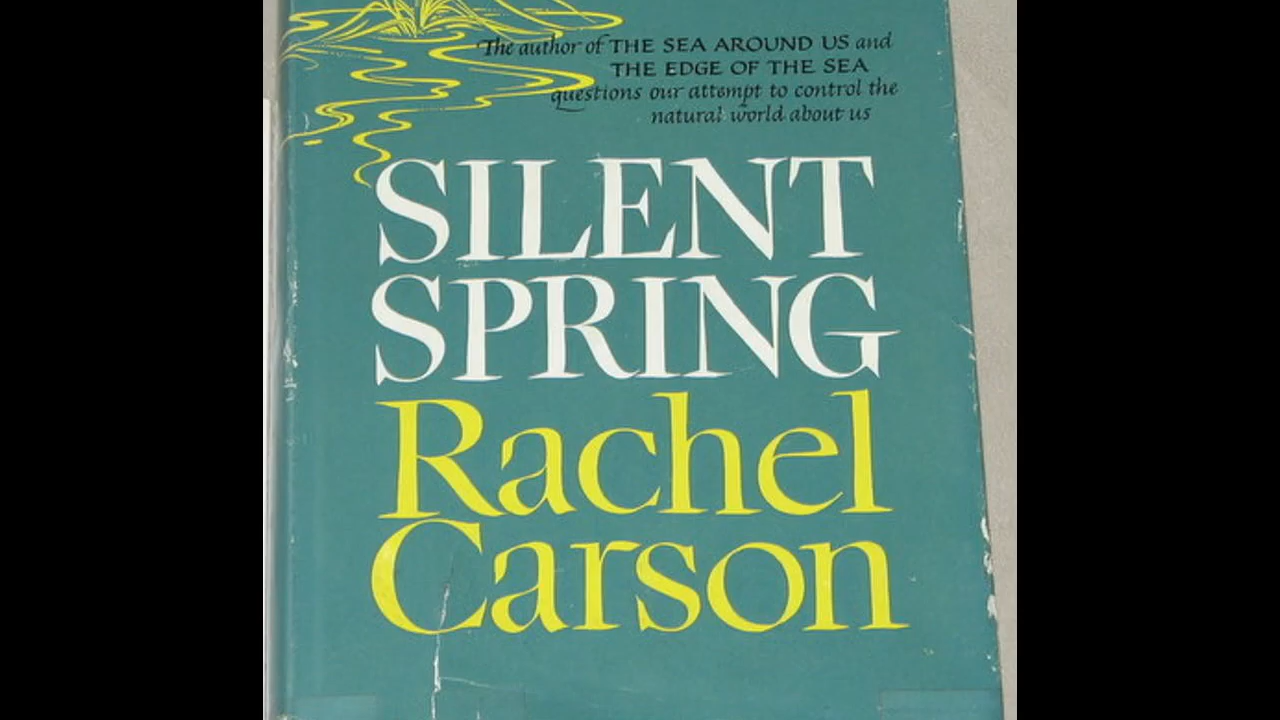 The author of THE SEA AROUND US and
THE EDGE OF THE SEA
questions our attempt to control the
natural world about us
SILENT
SPRING
Rachel
Carson